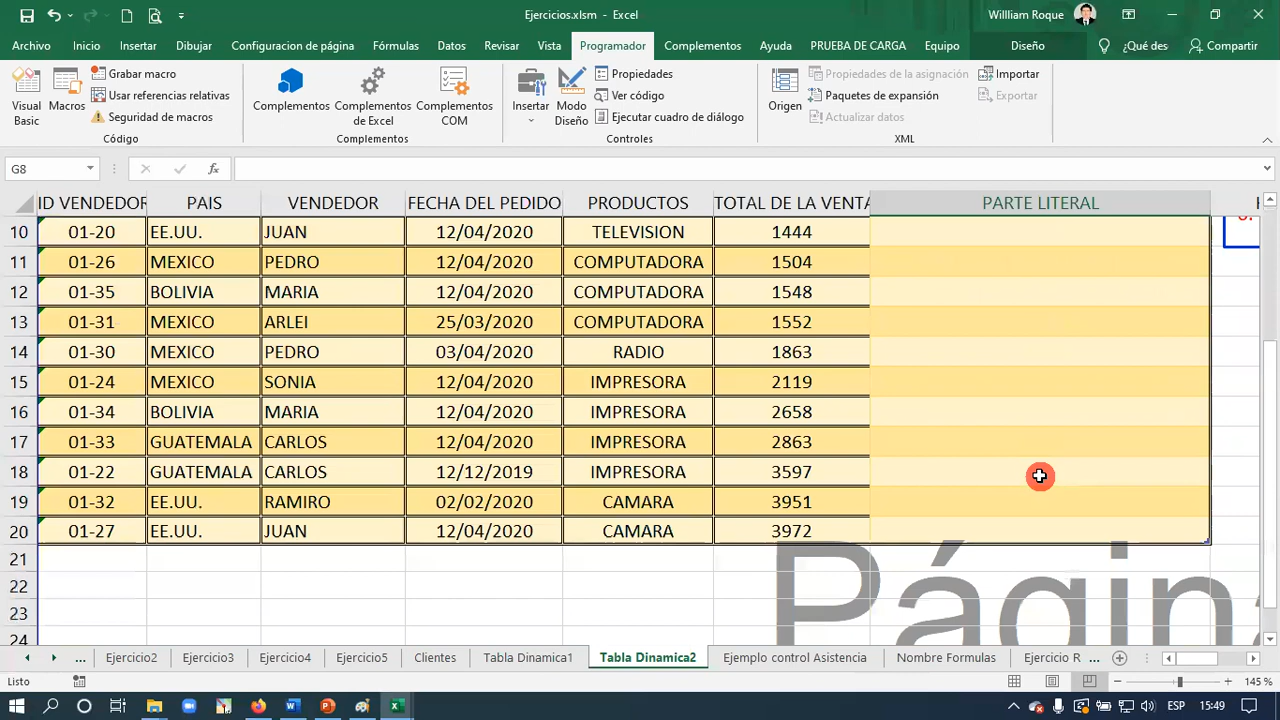 Ejercicios.xlsm - Excel
Willliam Roque
Archivo Inicio Insertar Dibujar Configuracion de página Fórmulas Datos Revisar Vista Programador Complementos Ayuda PRUEBA DE CARGA Equipo Diseño ¿Qué des Compartir
Visual Basic
Macros
Grabar macro
Usar referencias relativas
Seguridad de macros
Código
Complementos
Complementos de Excel
Complementos COM
Complementos
Insertar
Modo Diseño
Propiedades
Ver código
Ejecutar cuadro de diálogo
Controles
Origen
Propiedades de la asignación
Paquetes de expansión
Actualizar datos
Importar
Exportar
XML
G8 fx
ID VENDEDOR PAIS VENDEDOR FECHA DEL PEDIDO PRODUCTOS TOTAL DE LA VENTA PARTE LITERAL
10 01-20 EE.UU. JUAN 12/04/2020 TELEVISION 1444
11 01-26 MEXICO PEDRO 12/04/2020 COMPUTADORA 1504
12 01-35 BOLIVIA MARIA 12/04/2020 COMPUTADORA 1548
13 01-31 MEXICO ARLEI 25/03/2020 COMPUTADORA 1552
14 01-30 MEXICO PEDRO 03/04/2020 RADIO 1863
15 01-24 MEXICO SONIA 12/04/2020 IMPRESORA 2119
16 01-34 BOLIVIA MARIA 12/04/2020 IMPRESORA 2658
17 01-33 GUATEMALA CARLOS 12/04/2020 IMPRESORA 2863
18 01-22 GUATEMALA CARLOS 12/12/2019 IMPRESORA 3597
19 01-32 EE.UU. RAMIRO 02/02/2020 CAMARA 3951
20 01-27 EE.UU. JUAN 12/04/2020 CAMARA 3972
21
22
23
24
Página
... Ejercicio2 Ejercicio3 Ejercicio4 Ejercicio5 Clientes Tabla Dinamica1 Tabla Dinamica2 Ejemplo control Asistencia Nombre Formulas Ejercicio R ...
Listo 145 %
ESP 15:49